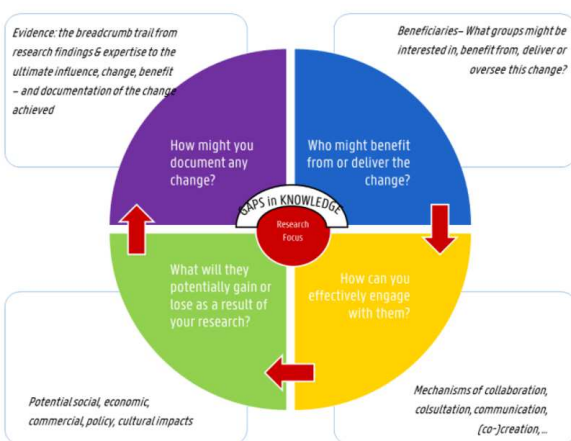 Evidence: the breadcrumb trail from
research findings & expertise to the
ultimate influence, change, benefit
– and documentation of the change
achieved
Beneficiaries– What groups might be
interested in, benefit from, deliver or
oversee this change?
How might you
document any
change?
Who might benefit
from or deliver the
change?
GAPS in KNOWLEDGE
Research
Focus
What will they
potentially gain or
lose as a result of
your research?
How can you
effectively engage
with them?
Potential social, economic,
commercial, policy, cultural impacts
Mechanisms of collaboration,
colsultation, communication,
(co-)creation,...